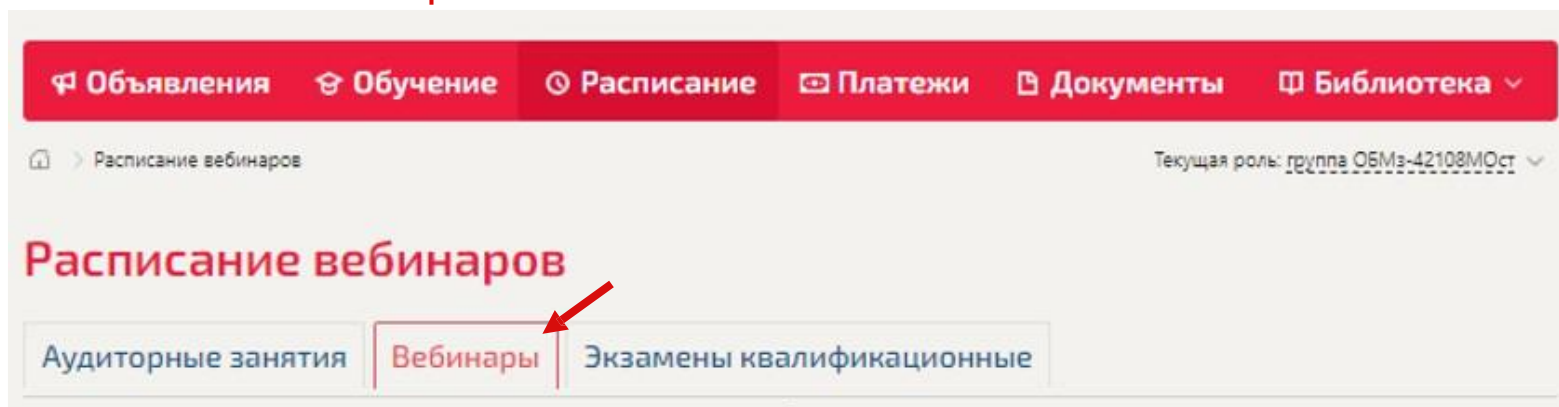 Объявления Обучение Расписание Платежи Документы Библиотека
Расписание вебинаров Текущая роль: группа ОБМз-42108МОст
Расписание вебинаров
Аудиторные занятия Вебинары Экзамены квалификационные